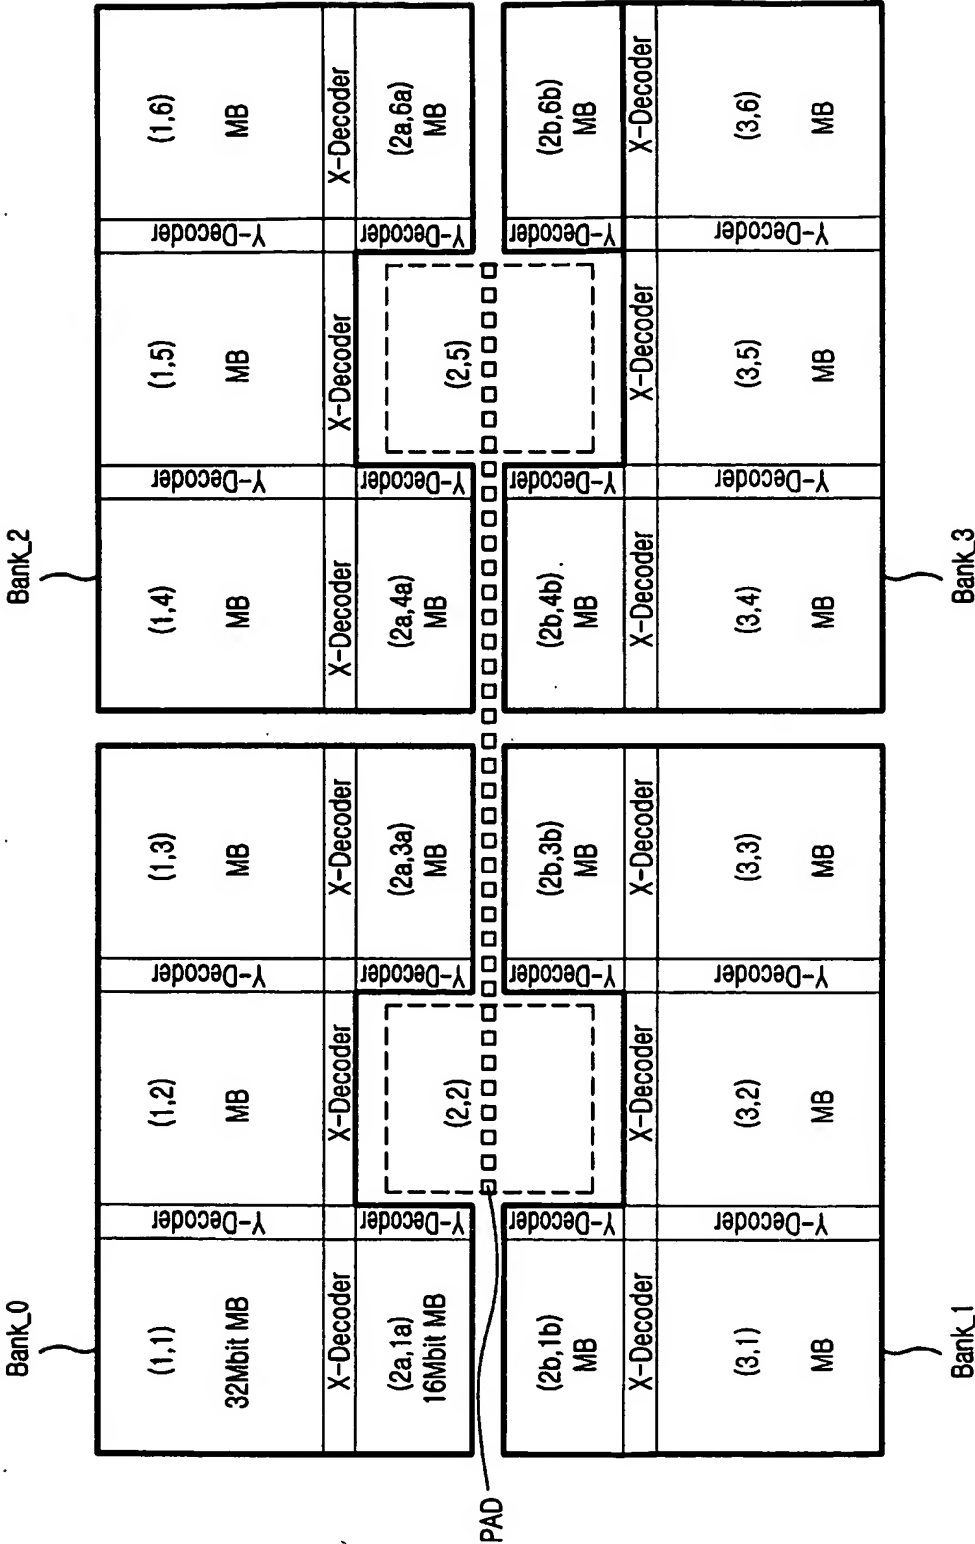 Bank_0
Bank_2
(1,1)
(1,2)
(1,3)
(1,4)
(1,5)
(1,6)
32Mbit MB
MB
MB
MB
MB
MB
Y-Decoder
Y-Decoder
Y-Decoder
Y-Decoder
X-Decoder
X-Decoder
X-Decoder
X-Decoder
X-Decoder
X-Decoder
(2a,1a)
16Mbit MB
(2a,3a)
MB
(2a,4a)
MB
(2a,6a)
MB
Y-Decoder
Y-Decoder
Y-Decoder
Y-Decoder
(2,2)
(2,5)
PAD
(2b,1b)
MB
(2b,3b)
MB
(2b,4b)
MB
(2b,6b)
MB
Y-Decoder
Y-Decoder
Y-Decoder
Y-Decoder
X-Decoder
X-Decoder
X-Decoder
X-Decoder
X-Decoder
X-Decoder
(3,1)
(3,2)
(3,3)
(3,4)
(3,5)
(3,6)
MB
MB
MB
MB
MB
MB
Y-Decoder
Y-Decoder
Y-Decoder
Y-Decoder
Bank_1
Bank_3